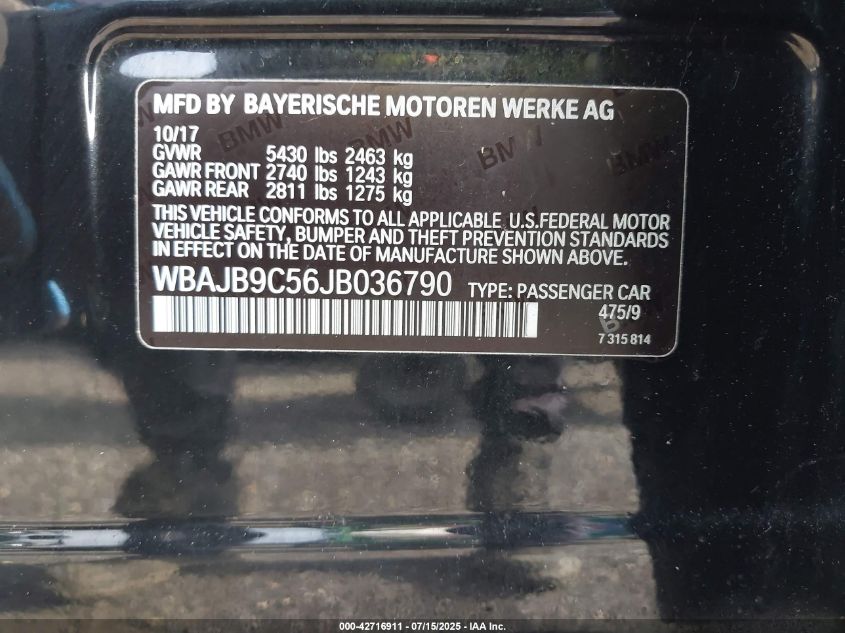 MFD BY BAYERISCHE MOTOREN WERKE AG
10/17
GVWR 5430 lbs 2463 kg
GAWR FRONT 2740 lbs 1243 kg
GAWR REAR 2811 lbs 1275 kg
THIS VEHICLE CONFORMS TO ALL APPLICABLE U.S.FEDERAL MOTOR
VEHICLE SAFETY, BUMPER AND THEFT PREVENTION STANDARDS
IN EFFECT ON THE DATE OF MANUFACTURE SHOWN ABOVE.
WBAJB9C56JB036790 TYPE: PASSENGER CAR
475/9
7 315 814
BMW BMW BMW
000-42716911 - 07/15/2025 - IAA Inc.